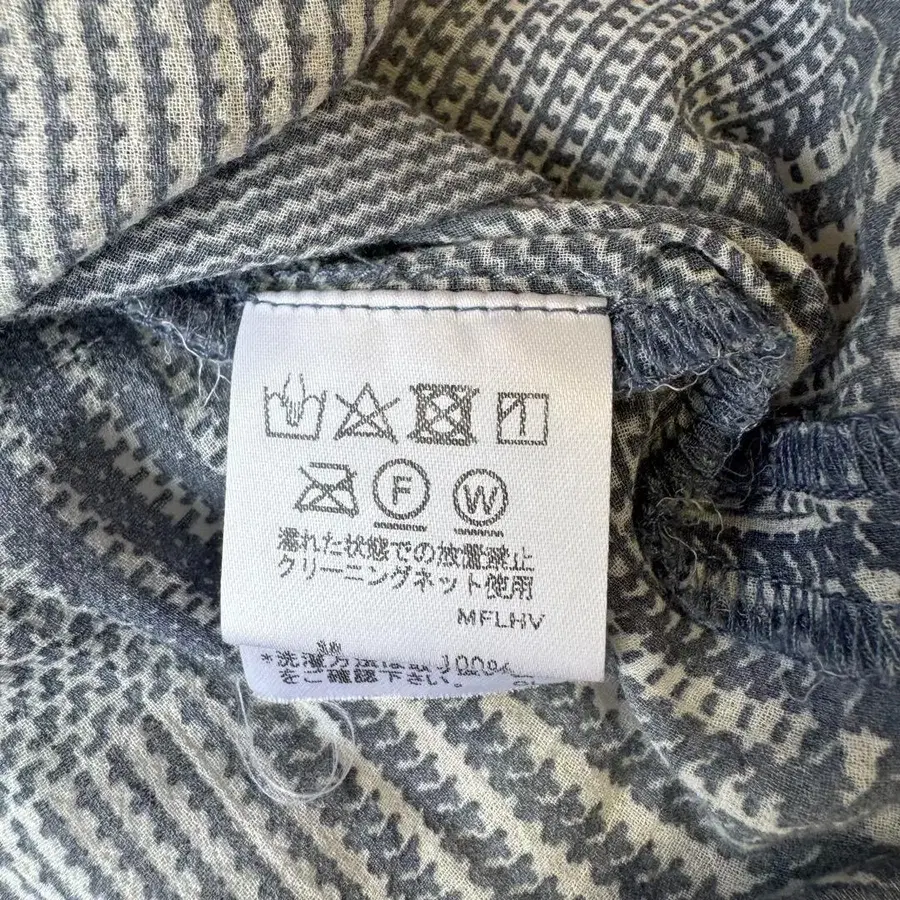 F W
濡れた状態での放置禁止
クリーニングネット使用
MFLHV
*洗濯方法は 100%
をご確認下さい。